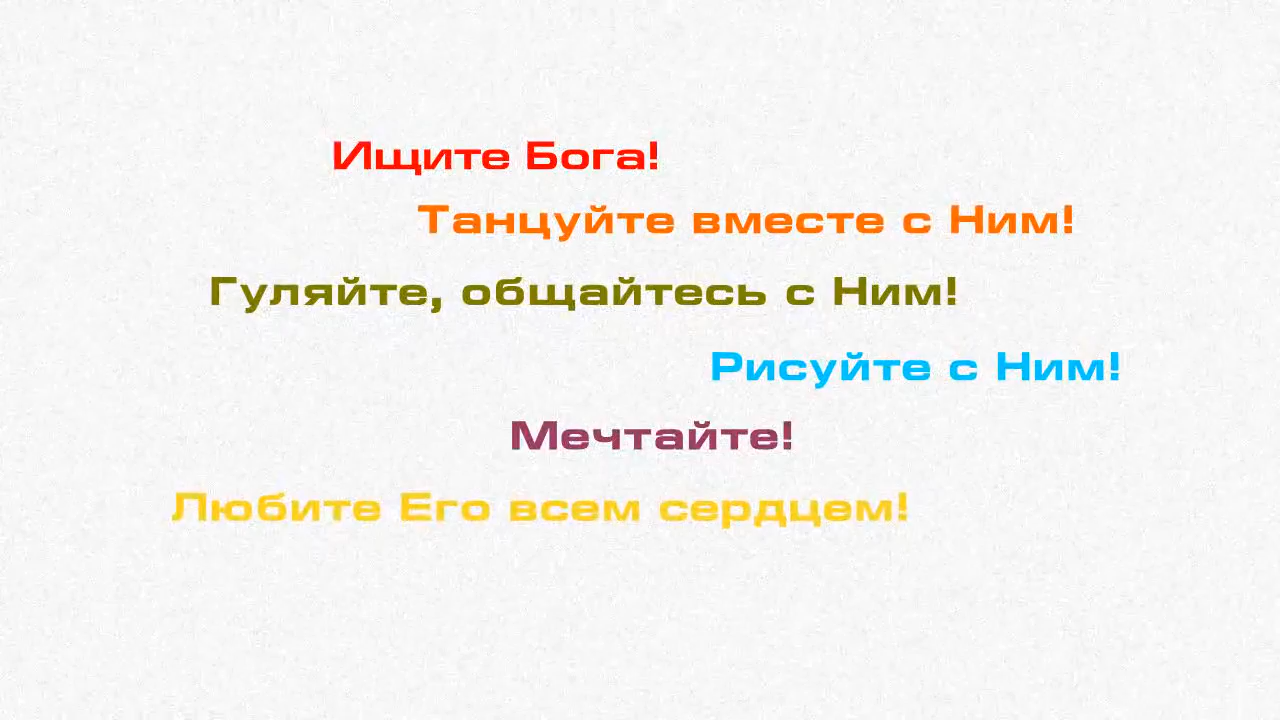 Ищите Бога!
Танцуйте вместе с Ним!
Гуляйте, общайтесь с Ним!
Рисуйте с Ним!
Мечтайте!
Любите Его всем сердцем!